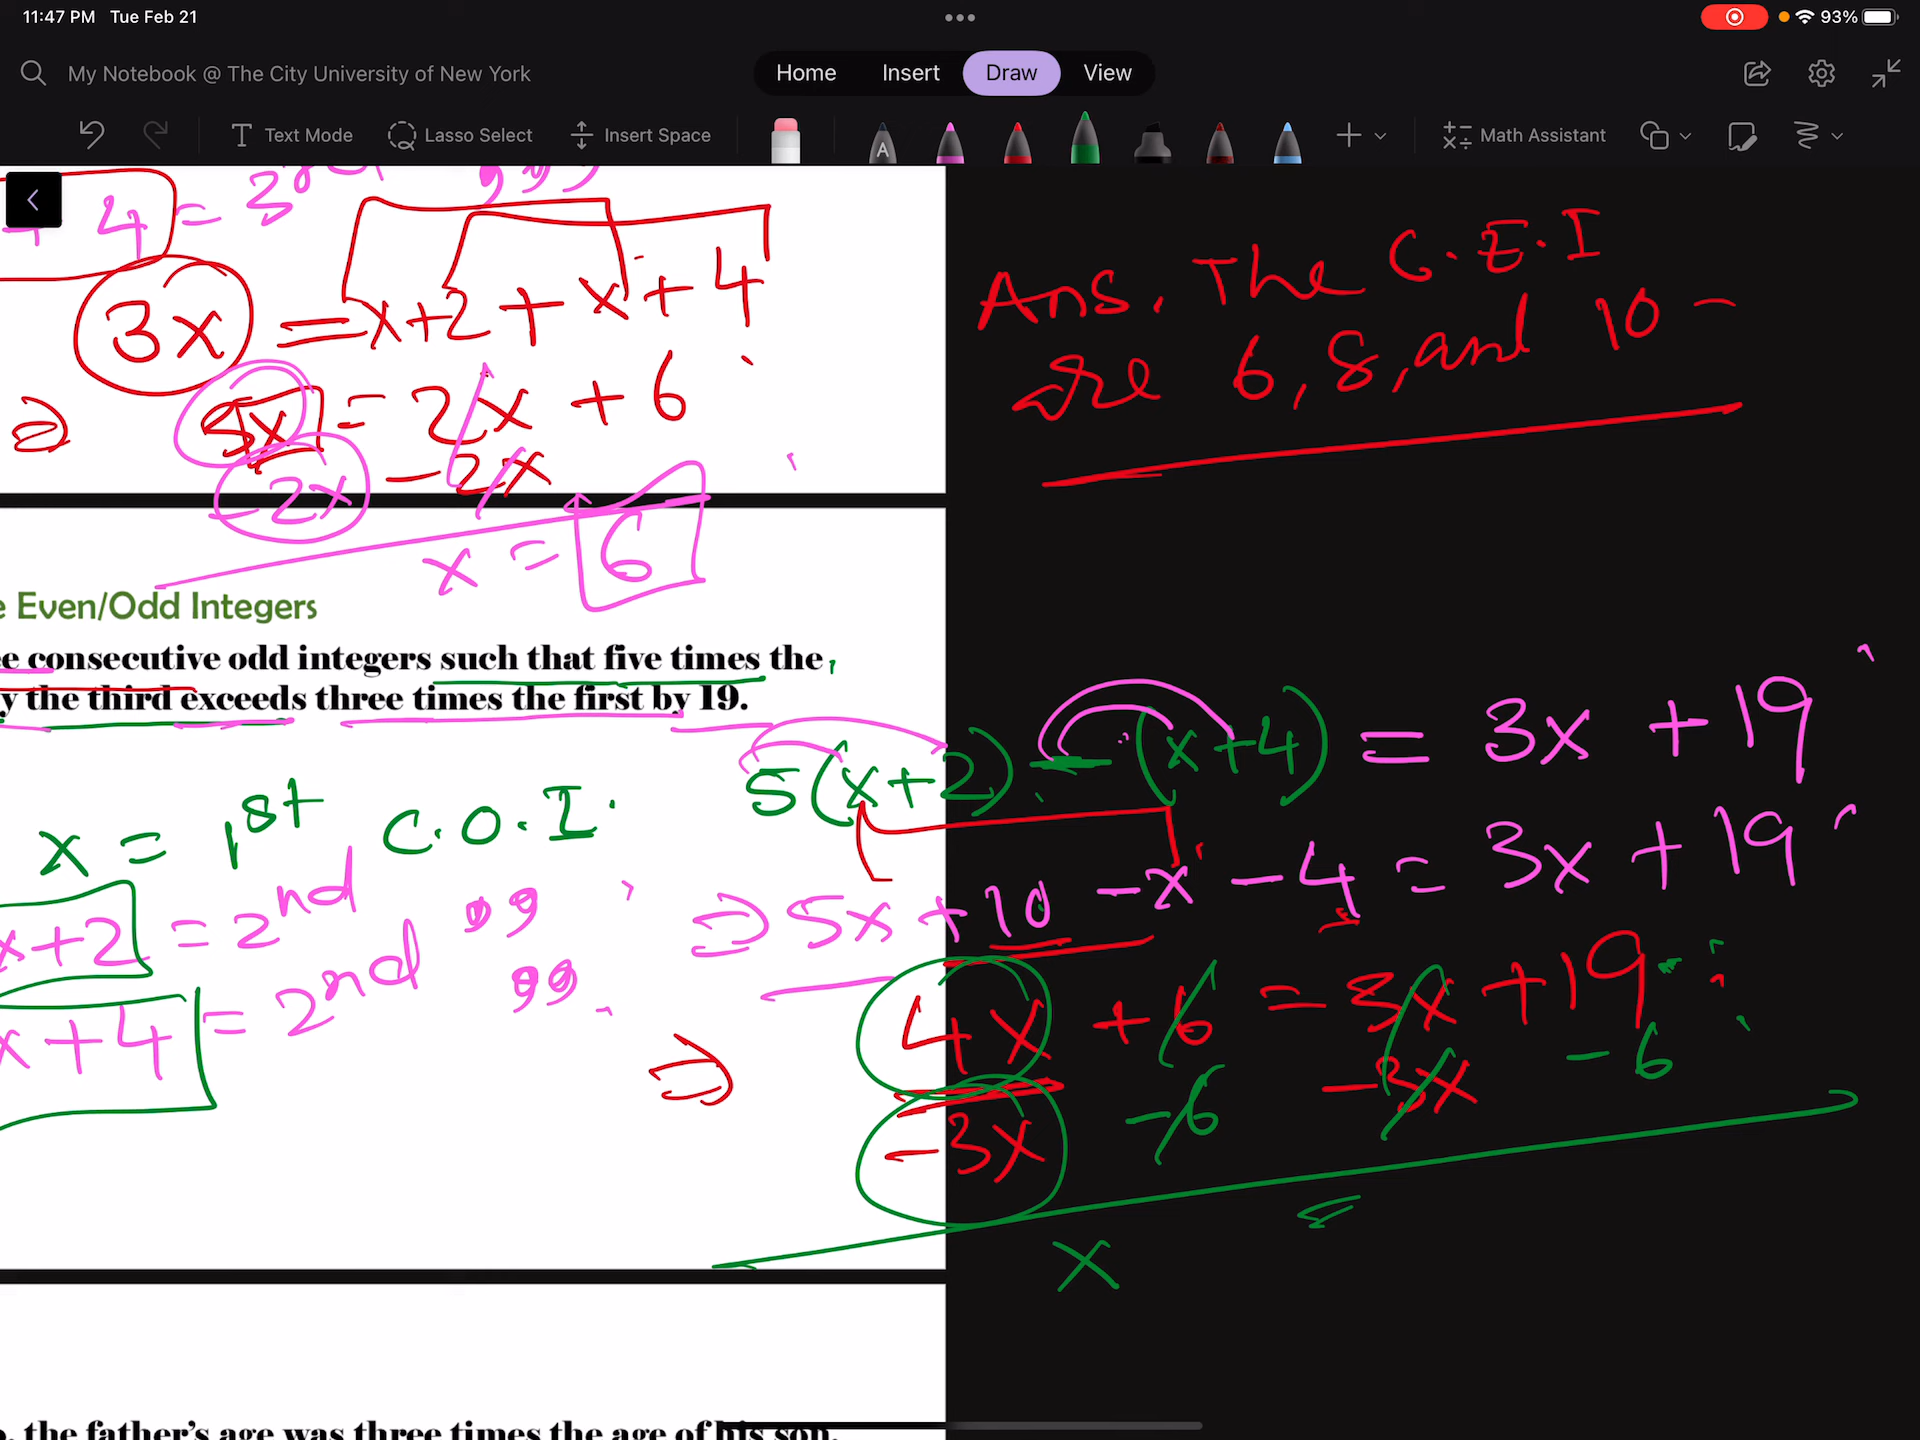 11:47 PM Tue Feb 21
93%
My Notebook @ The City University of New York
Home Insert Draw View
Text Mode Lasso Select Insert Space A Math Assistant
4 = 3rd ,,,
3x = x+2 + x + 4
⇒ 3x = 2x + 6
-2x -2x
x = 6
Ans. The C.E.I
are 6, 8, and 10
e Even/Odd Integers
ee consecutive odd integers such that five times the
y the third exceeds three times the first by 19.
5(x+2) - (x+4) = 3x + 19
x = 1st C.O.I.
x+2 = 2nd ,,
⇒ 5x + 10 - x - 4 = 3x + 19
x + 4 = 2nd ,,
⇒ 4x + 6 = 3x + 19
-3x -6 -3x -6
x =
, the father's age was three times the age of his son.